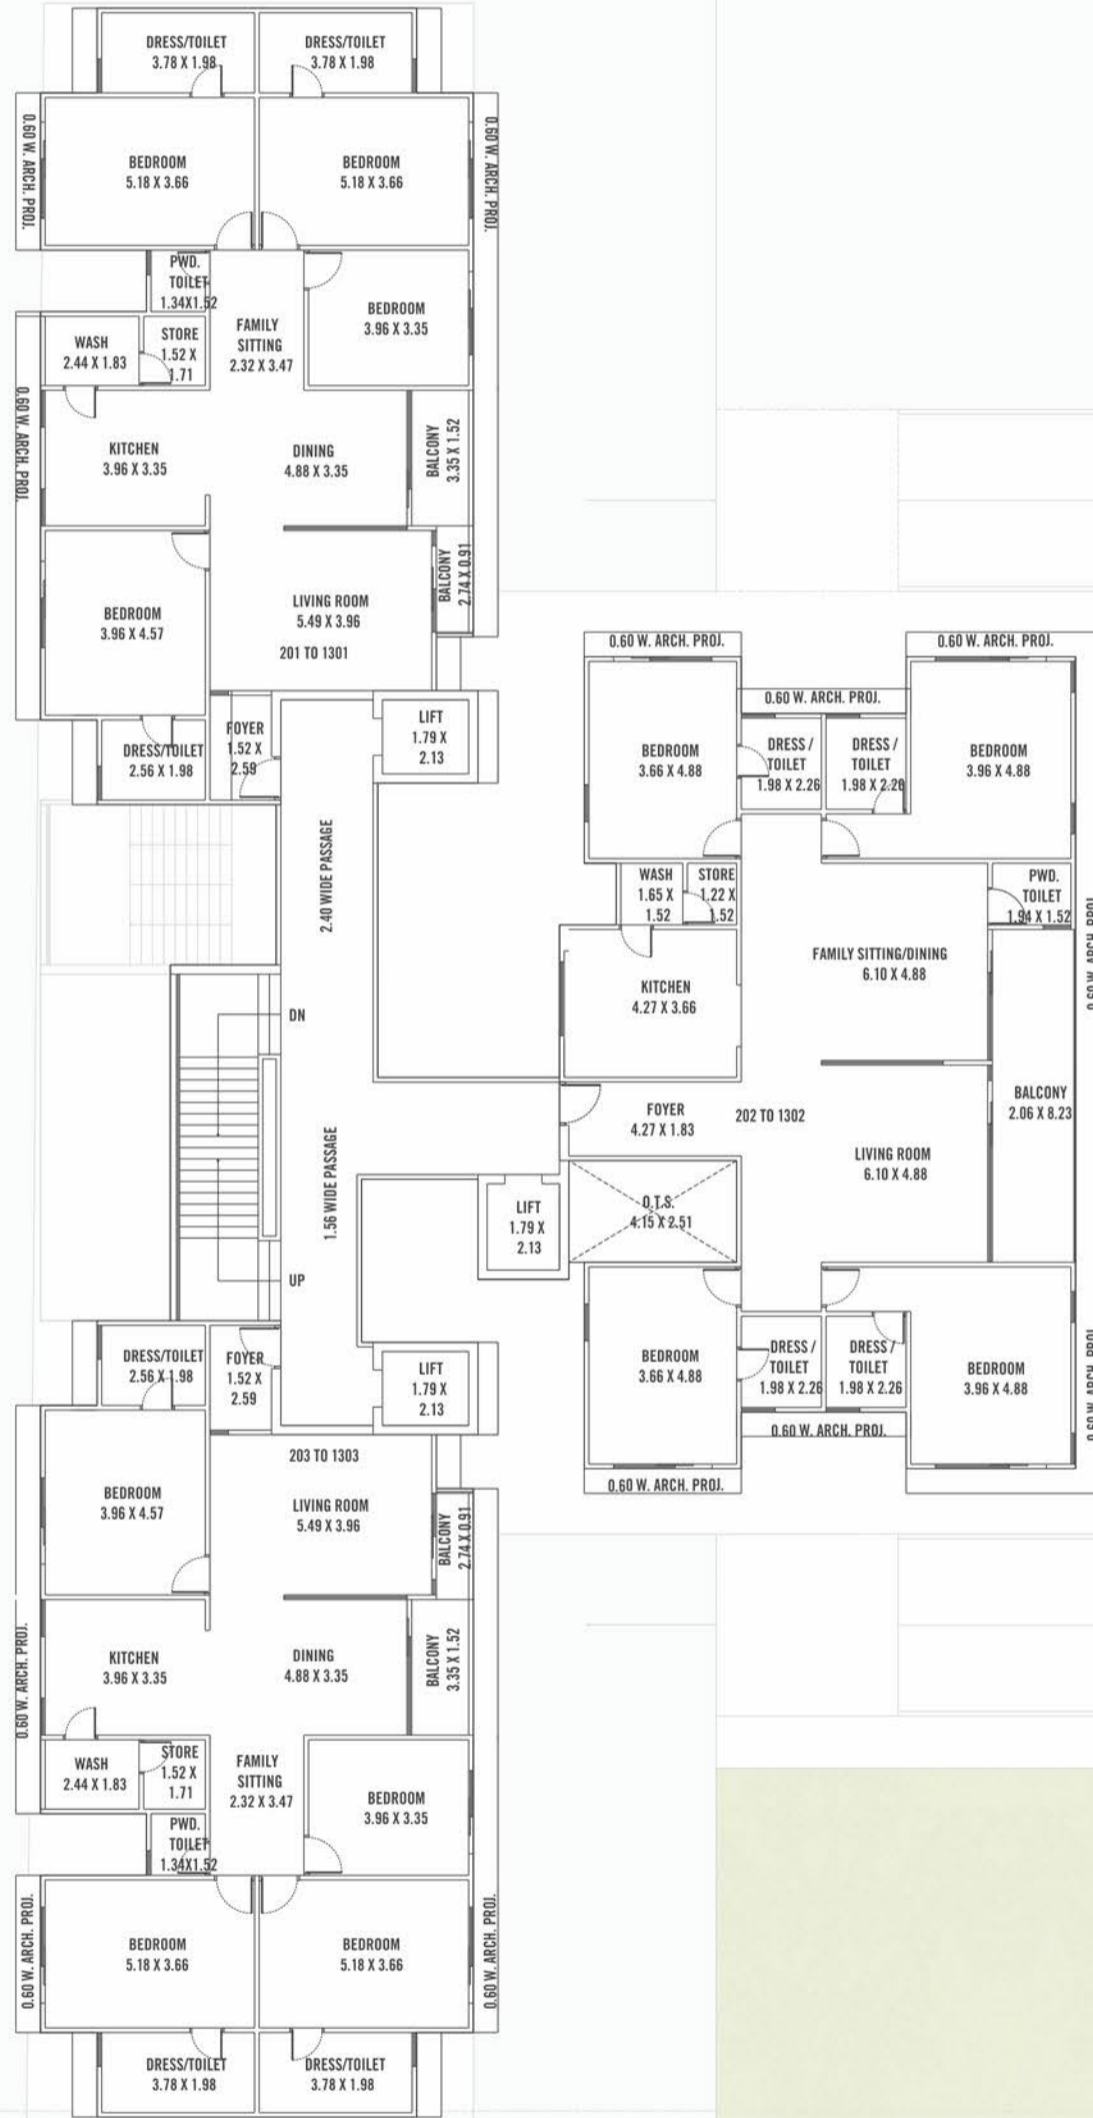 DRESS/TOILET
3.78 X 1.98
DRESS/TOILET
3.78 X 1.98
0.60 W. ARCH. PROJ.
BEDROOM
5.18 X 3.66
BEDROOM
5.18 X 3.66
0.60 W. ARCH. PROJ.
PWD.
TOILET
1.34X1.52
BEDROOM
3.96 X 3.35
WASH
2.44 X 1.83
STORE
1.52 X
1.71
FAMILY
SITTING
2.32 X 3.47
0.60 W. ARCH. PROJ.
KITCHEN
3.96 X 3.35
DINING
4.88 X 3.35
BALCONY
3.35 X 1.52
BEDROOM
3.96 X 4.57
LIVING ROOM
5.49 X 3.96
201 TO 1301
BALCONY
2.74 X 0.91
DRESS/TOILET
2.56 X 1.98
FOYER
1.52 X
2.59
LIFT
1.79 X
2.13
2.40 WIDE PASSAGE
0.60 W. ARCH. PROJ.
0.60 W. ARCH. PROJ.
0.60 W. ARCH. PROJ.
BEDROOM
3.66 X 4.88
DRESS /
TOILET
1.98 X 2.26
DRESS /
TOILET
1.98 X 2.26
BEDROOM
3.96 X 4.88
WASH
1.65 X
1.52
STORE
1.22 X
1.52
PWD.
TOILET
1.94 X 1.52
0.60 W. ARCH. PROJ.
KITCHEN
4.27 X 3.66
FAMILY SITTING/DINING
6.10 X 4.88
DN
BALCONY
2.06 X 8.23
FOYER
4.27 X 1.83
202 TO 1302
LIVING ROOM
6.10 X 4.88
1.56 WIDE PASSAGE
LIFT
1.79 X
2.13
O.T.S.
4.15 X 2.51
UP
BEDROOM
3.66 X 4.88
DRESS /
TOILET
1.98 X 2.26
DRESS /
TOILET
1.98 X 2.26
BEDROOM
3.96 X 4.88
0.60 W. ARCH. PROJ.
0.60 W. ARCH. PROJ.
0.60 W. ARCH. PROJ.
DRESS/TOILET
2.56 X 1.98
FOYER
1.52 X
2.59
LIFT
1.79 X
2.13
203 TO 1303
BEDROOM
3.96 X 4.57
LIVING ROOM
5.49 X 3.96
BALCONY
2.74 X 0.91
0.60 W. ARCH. PROJ.
KITCHEN
3.96 X 3.35
DINING
4.88 X 3.35
BALCONY
3.35 X 1.52
WASH
2.44 X 1.83
STORE
1.52 X
1.71
FAMILY
SITTING
2.32 X 3.47
BEDROOM
3.96 X 3.35
PWD.
TOILET
1.34X1.52
0.60 W. ARCH. PROJ.
BEDROOM
5.18 X 3.66
BEDROOM
5.18 X 3.66
0.60 W. ARCH. PROJ.
DRESS/TOILET
3.78 X 1.98
DRESS/TOILET
3.78 X 1.98